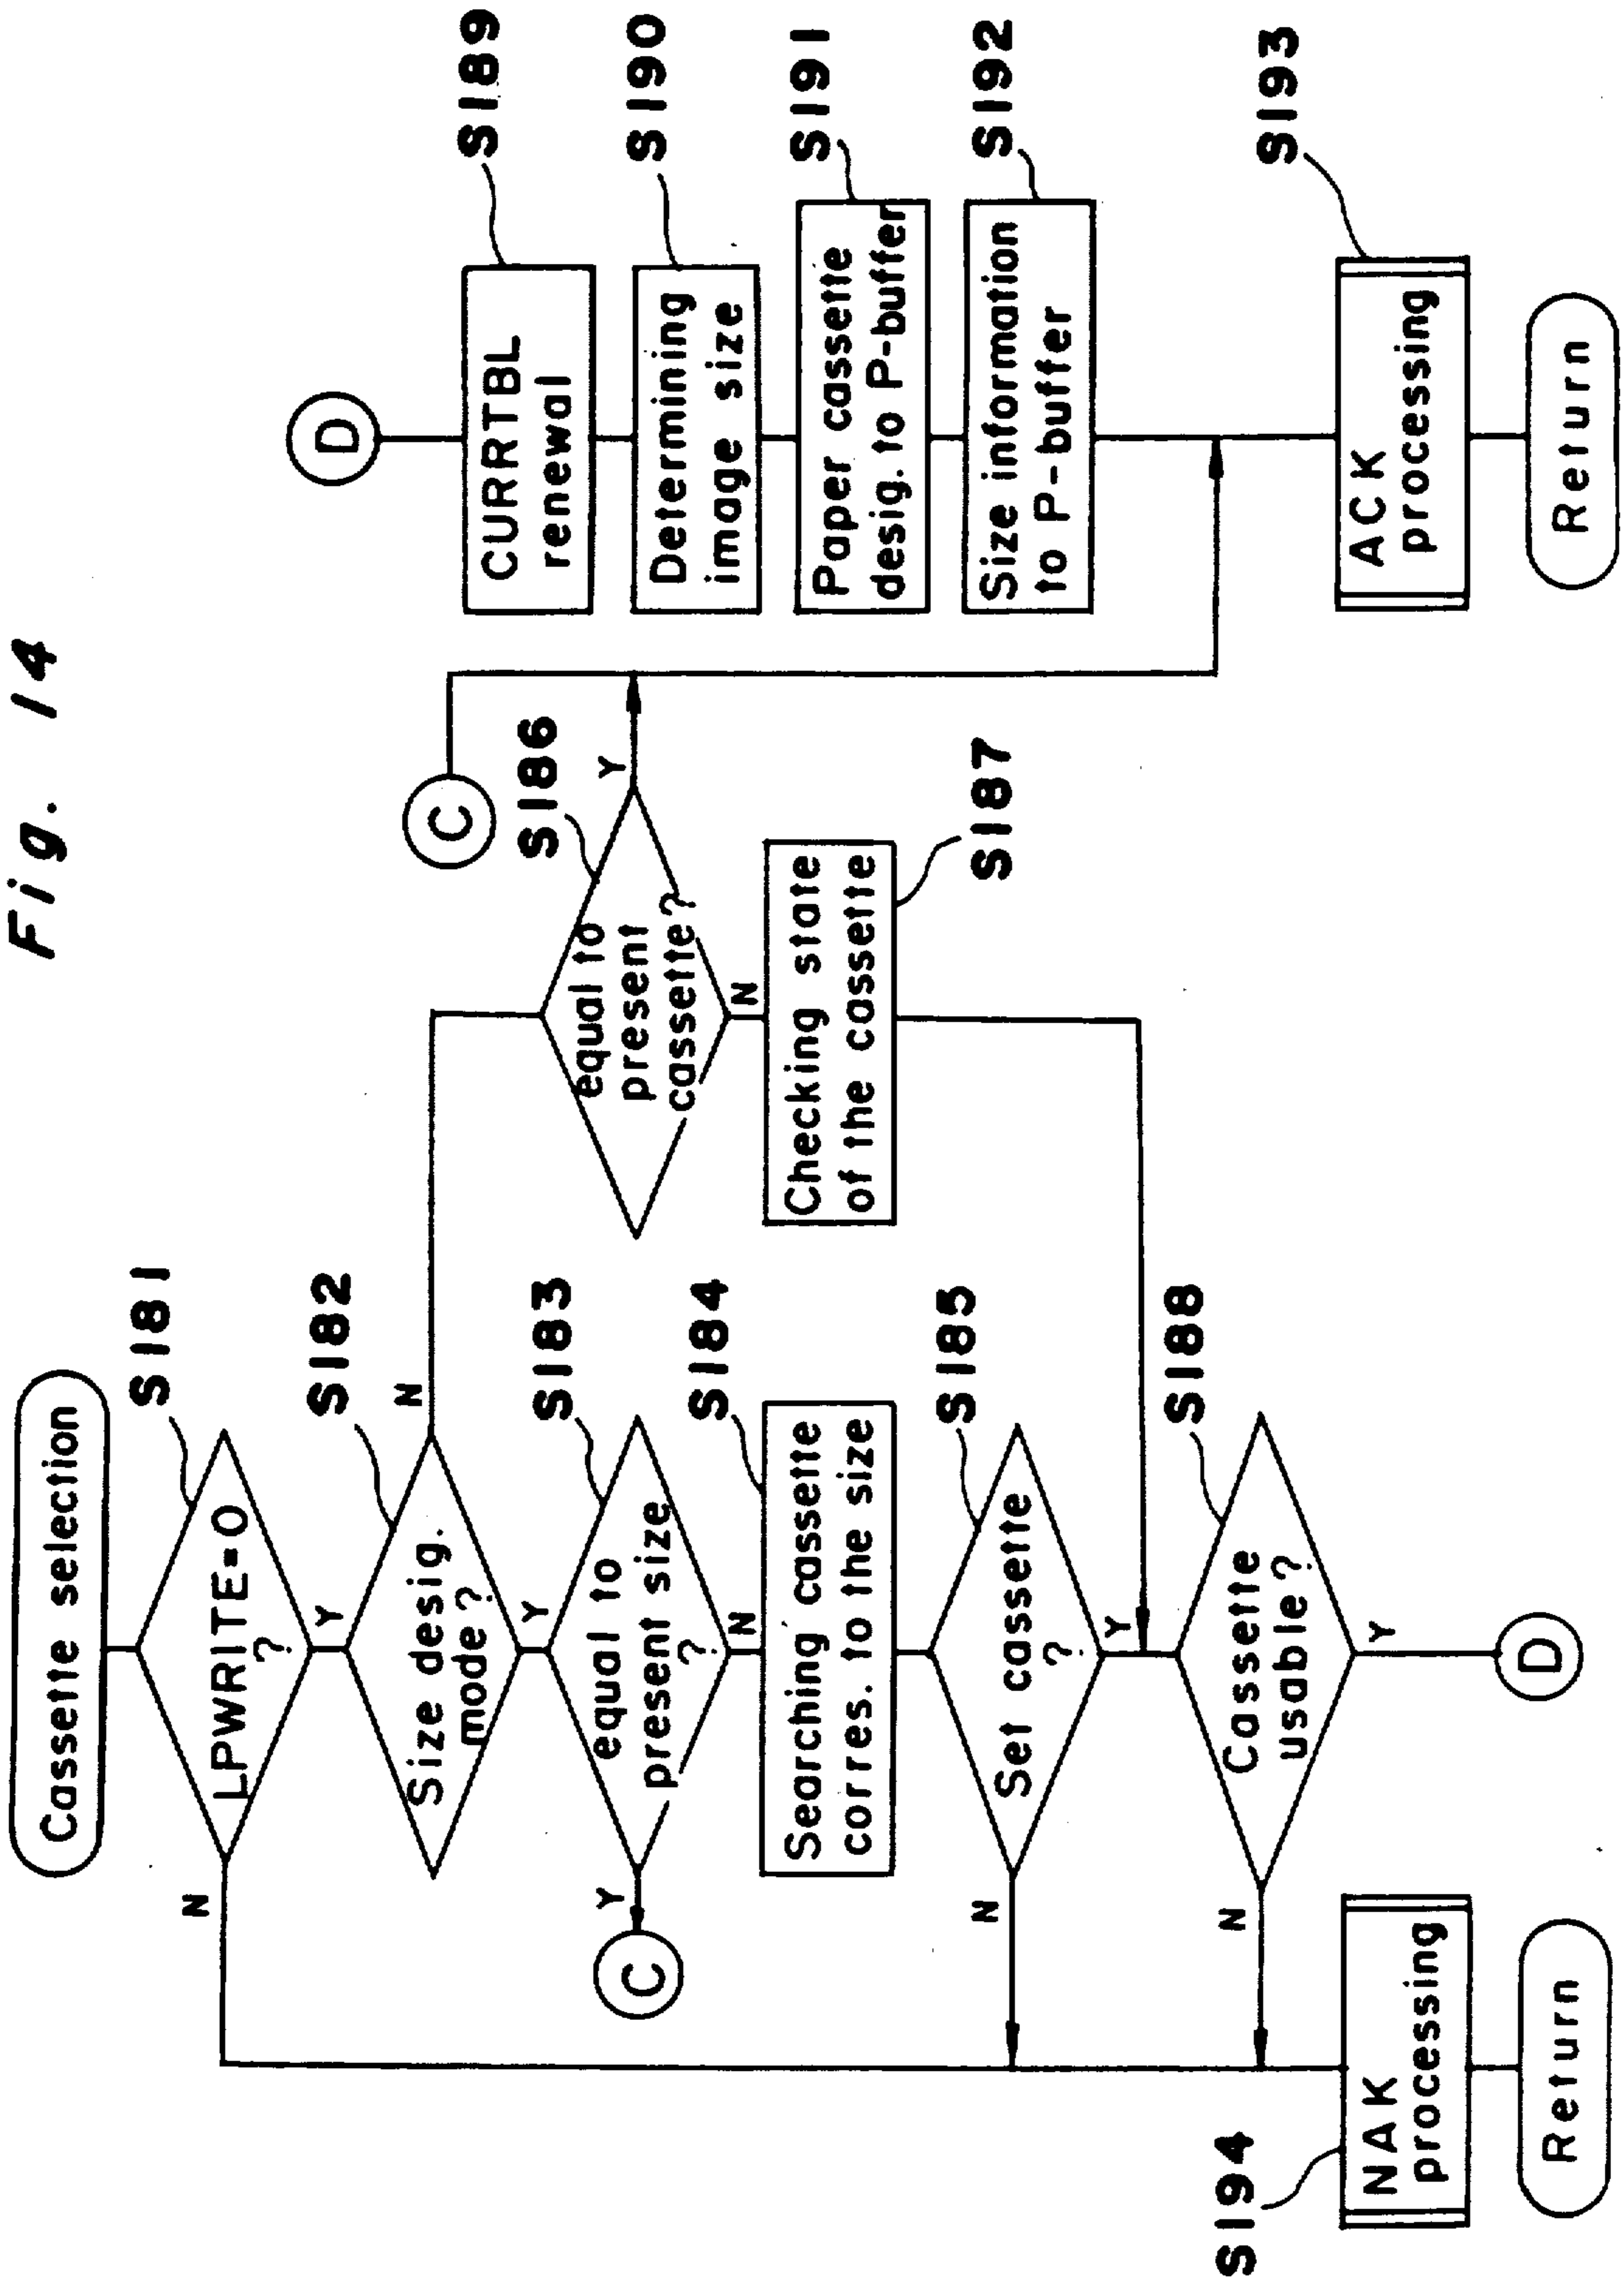 Fig. 14
Cassette selection
S181
LPWRITE=0
?
N
Y
S182
Size desig.
mode?
N
Y
S183
equal to
present size
?
Y
C
N
S184
Searching cassette
corres. to the size
S185
Set cassette
?
N
Y
S188
Cassette
usable?
N
Y
D
S194
NAK
processing
Return
C
S186
equal to
present
cassette?
Y
N
S187
Checking state
of the cassette
D
S189
CURRTBL
renewal
S190
Determining
image size
S191
Paper cassette
desig. to P-buffer
S192
Size information
to P-buffer
S193
ACK
processing
Return